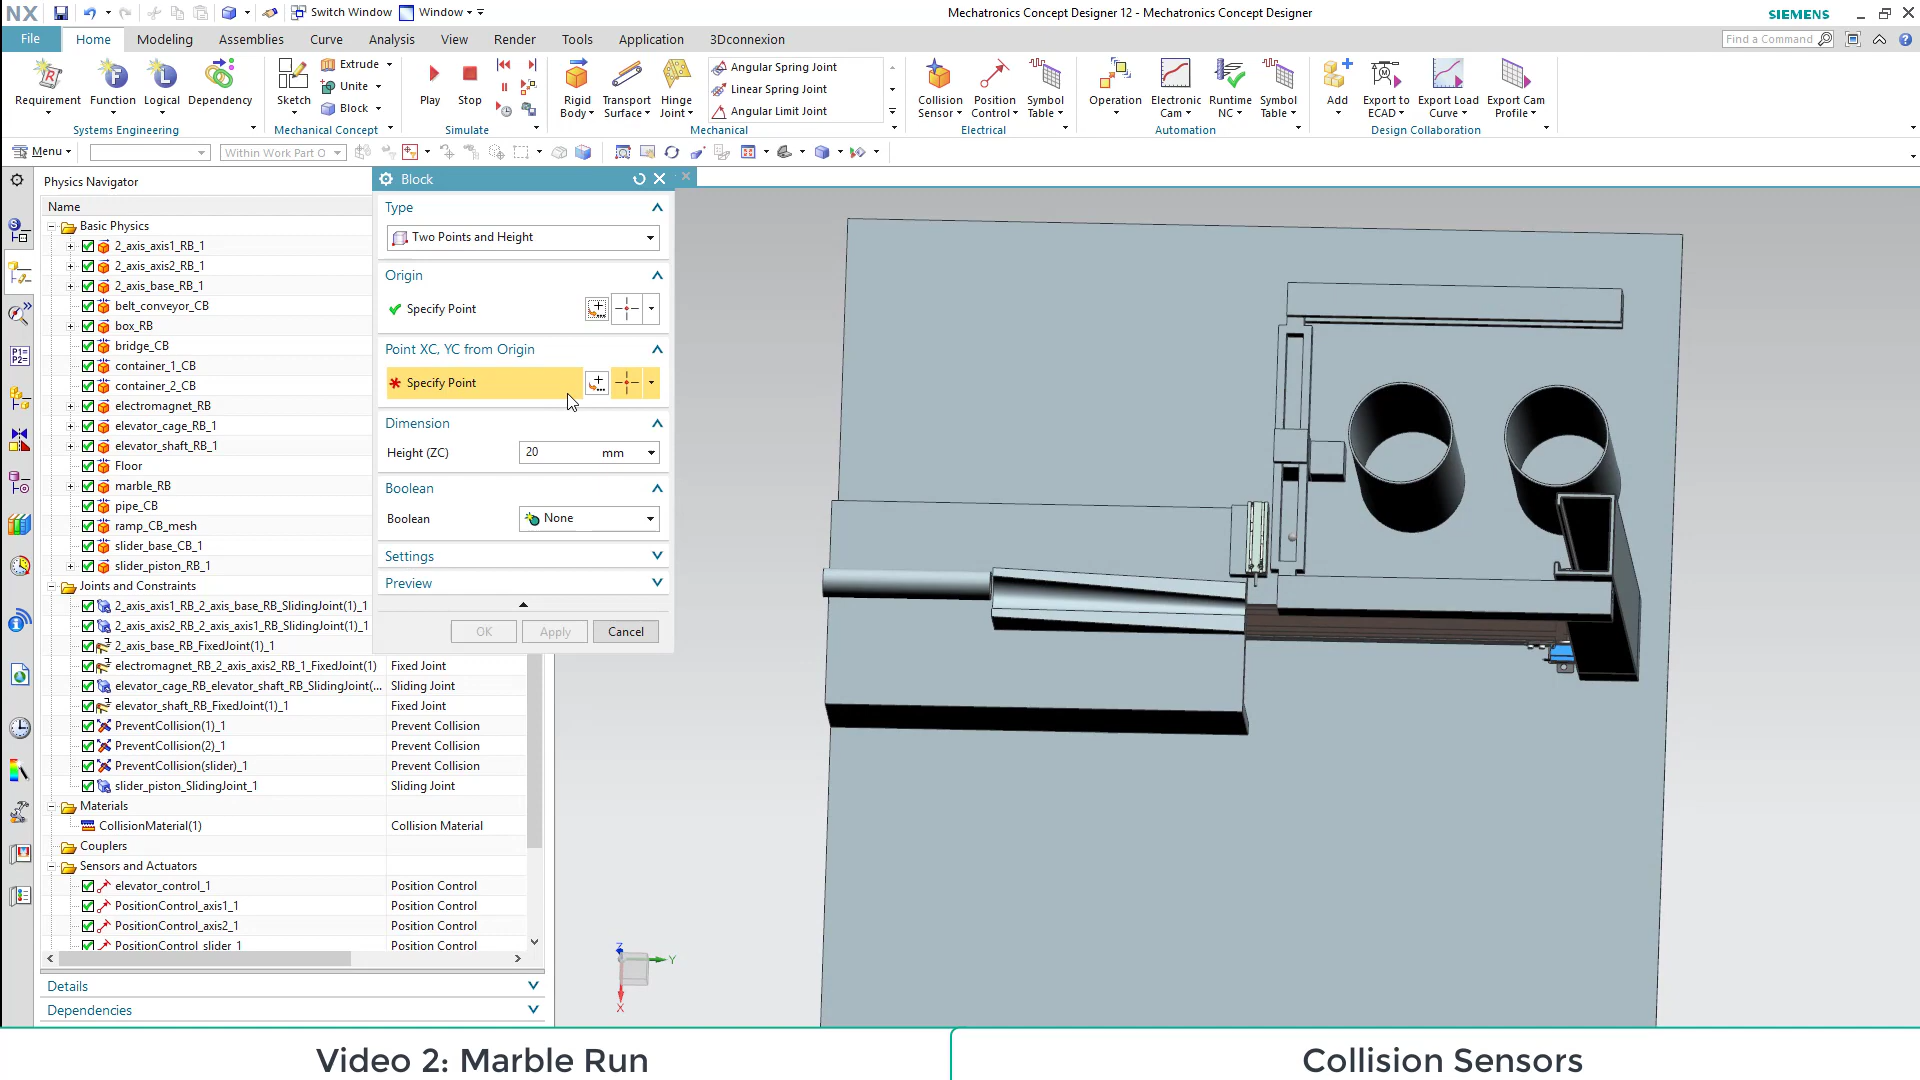 NX
Switch Window
Window
Mechatronics Concept Designer 12 - Mechatronics Concept Designer
SIEMENS
File
Home
Modeling
Assemblies
Curve
Analysis
View
Render
Tools
Application
3Dconnexion
Find a Command
Requirement
Function
Logical
Dependency
Systems Engineering
Sketch
Extrude
Unite
Block
Mechanical Concept
Play
Stop
Simulate
Rigid Body
Transport Surface
Hinge Joint
Angular Spring Joint
Linear Spring Joint
Angular Limit Joint
Mechanical
Collision Sensor
Position Control
Symbol Table
Electrical
Operation
Electronic Cam
Runtime NC
Symbol Table
Automation
Add
Export to ECAD
Export Load Curve
Export Cam Profile
Design Collaboration
Menu
Within Work Part O
Physics Navigator
Name
Basic Physics
2_axis_axis1_RB_1
2_axis_axis2_RB_1
2_axis_base_RB_1
belt_conveyor_CB
box_RB
bridge_CB
container_1_CB
container_2_CB
electromagnet_RB
elevator_cage_RB_1
elevator_shaft_RB_1
Floor
marble_RB
pipe_CB
ramp_CB_mesh
slider_base_CB_1
slider_piston_RB_1
Joints and Constraints
2_axis_axis1_RB_2_axis_base_RB_SlidingJoint(1)_1
2_axis_axis2_RB_2_axis_axis1_RB_SlidingJoint(1)_1
2_axis_base_RB_FixedJoint(1)_1
electromagnet_RB_2_axis_axis2_RB_1_FixedJoint(1) Fixed Joint
elevator_cage_RB_elevator_shaft_RB_SlidingJoint(... Sliding Joint
elevator_shaft_RB_FixedJoint(1)_1 Fixed Joint
PreventCollision(1)_1 Prevent Collision
PreventCollision(2)_1 Prevent Collision
PreventCollision(slider)_1 Prevent Collision
slider_piston_SlidingJoint_1 Sliding Joint
Materials
CollisionMaterial(1) Collision Material
Couplers
Sensors and Actuators
elevator_control_1 Position Control
PositionControl_axis1_1 Position Control
PositionControl_axis2_1 Position Control
PositionControl_slider_1 Position Control
Details
Dependencies
Block
Type
Two Points and Height
Origin
Specify Point
Point XC, YC from Origin
Specify Point
Dimension
Height (ZC) 20 mm
Boolean
Boolean None
Settings
Preview
OK Apply Cancel
Z
Y
X
Video 2: Marble Run
Collision Sensors